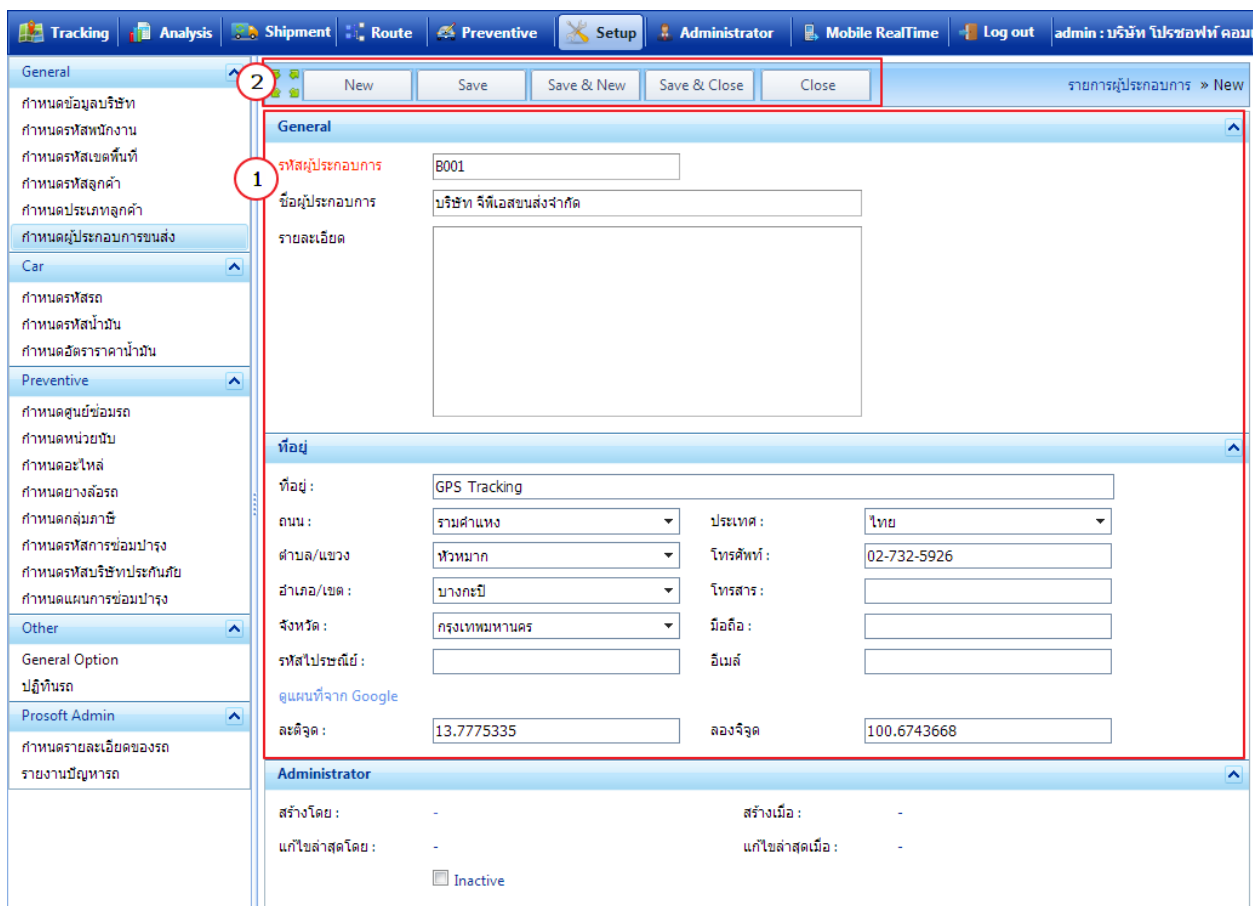 Tracking Analysis Shipment Route Preventive Setup Administrator Mobile RealTime Log out admin : บริษัท โปรซอฟท์ คอม
General
กำหนดข้อมูลบริษัท
กำหนดรหัสพนักงาน
กำหนดรหัสเขตพื้นที่
กำหนดรหัสลูกค้า
กำหนดประเภทลูกค้า
กำหนดผู้ประกอบการขนส่ง
Car
กำหนดรหัสรถ
กำหนดรหัสน้ำมัน
กำหนดอัตราราคาน้ำมัน
Preventive
กำหนดศูนย์ซ่อมรถ
กำหนดหน่วยนับ
กำหนดอะไหล่
กำหนดยางล้อรถ
กำหนดกลุ่มภาษี
กำหนดรหัสการซ่อมบำรุง
กำหนดรหัสบริษัทประกันภัย
กำหนดแผนการซ่อมบำรุง
Other
General Option
ปฏิทินรถ
Prosoft Admin
กำหนดรายละเอียดของรถ
รายงานปัญหารถ
2 New Save Save & New Save & Close Close รายการผู้ประกอบการ » New
General
1 รหัสผู้ประกอบการ B001
ชื่อผู้ประกอบการ บริษัท จีพีเอสขนส่งจำกัด
รายละเอียด
ที่อยู่
ที่อยู่ : GPS Tracking
ถนน : รามคำแหง ประเทศ : ไทย
ตำบล/แขวง หัวหมาก โทรศัพท์ : 02-732-5926
อำเภอ/เขต : บางกะปิ โทรสาร :
จังหวัด : กรุงเทพมหานคร มือถือ :
รหัสไปรษณีย์ : อีเมล์
ดูแผนที่จาก Google
ละติจูด : 13.7775335 ลองจิจูด 100.6743668
Administrator
สร้างโดย : - สร้างเมื่อ : -
แก้ไขล่าสุดโดย : - แก้ไขล่าสุดเมื่อ : -
Inactive